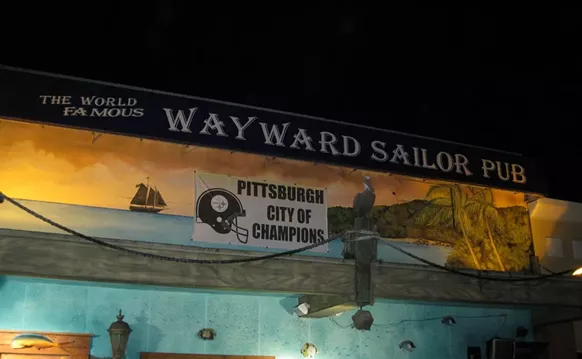 THE WORLD
FAMOUS
WAYWARD SAILOR PUB
PITTSBURGH
CITY OF
CHAMPIONS